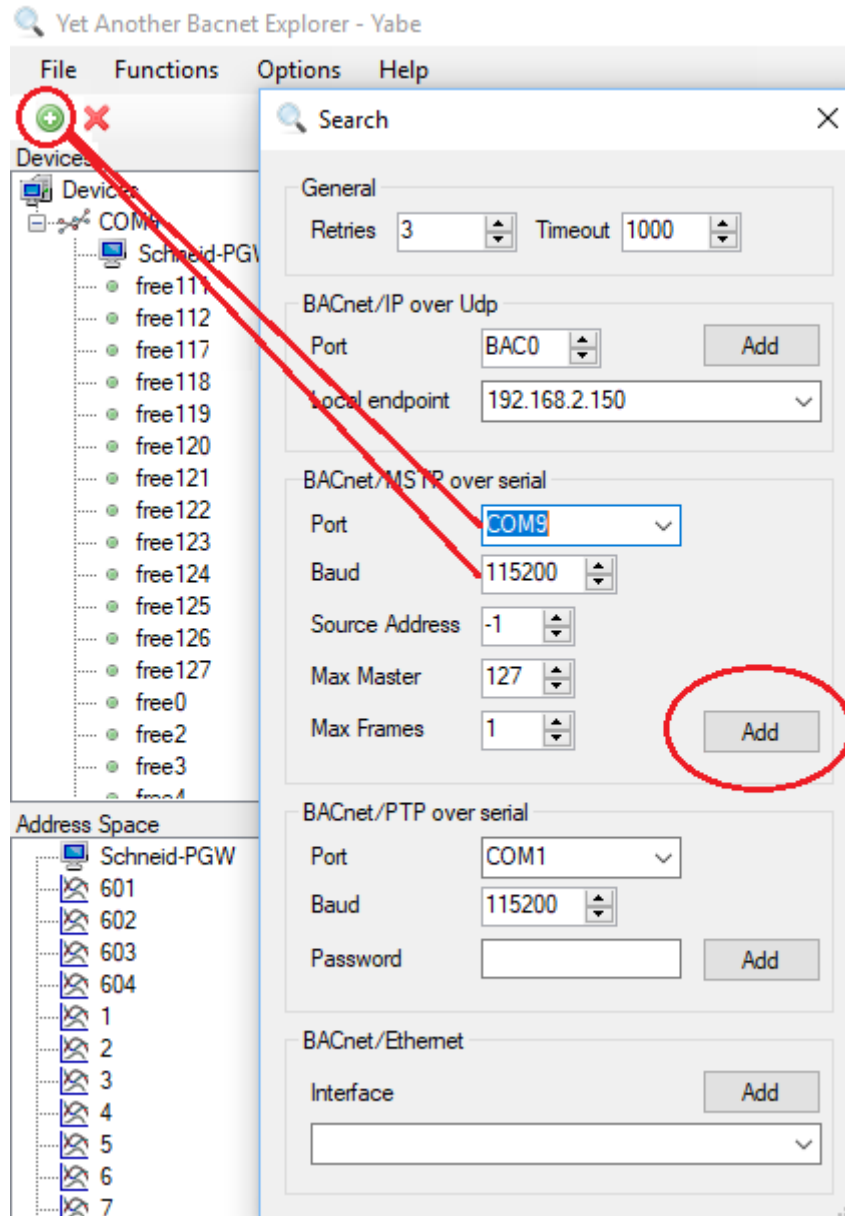 Yet Another Bacnet Explorer - Yabe
File Functions Options Help
Devices
Devices
COM9
Schneid-PGW
free111
free112
free117
free118
free119
free120
free121
free122
free123
free124
free125
free126
free127
free0
free2
free3
free4
Address Space
Schneid-PGW
601
602
603
604
1
2
3
4
5
6
7
Search
General
Retries 3 Timeout 1000
BACnet/IP over Udp
Port BAC0 Add
Local endpoint 192.168.2.150
BACnet/MSTP over serial
Port COM9
Baud 115200
Source Address -1
Max Master 127
Max Frames 1 Add
BACnet/PTP over serial
Port COM1
Baud 115200
Password Add
BACnet/Ethernet
Interface Add